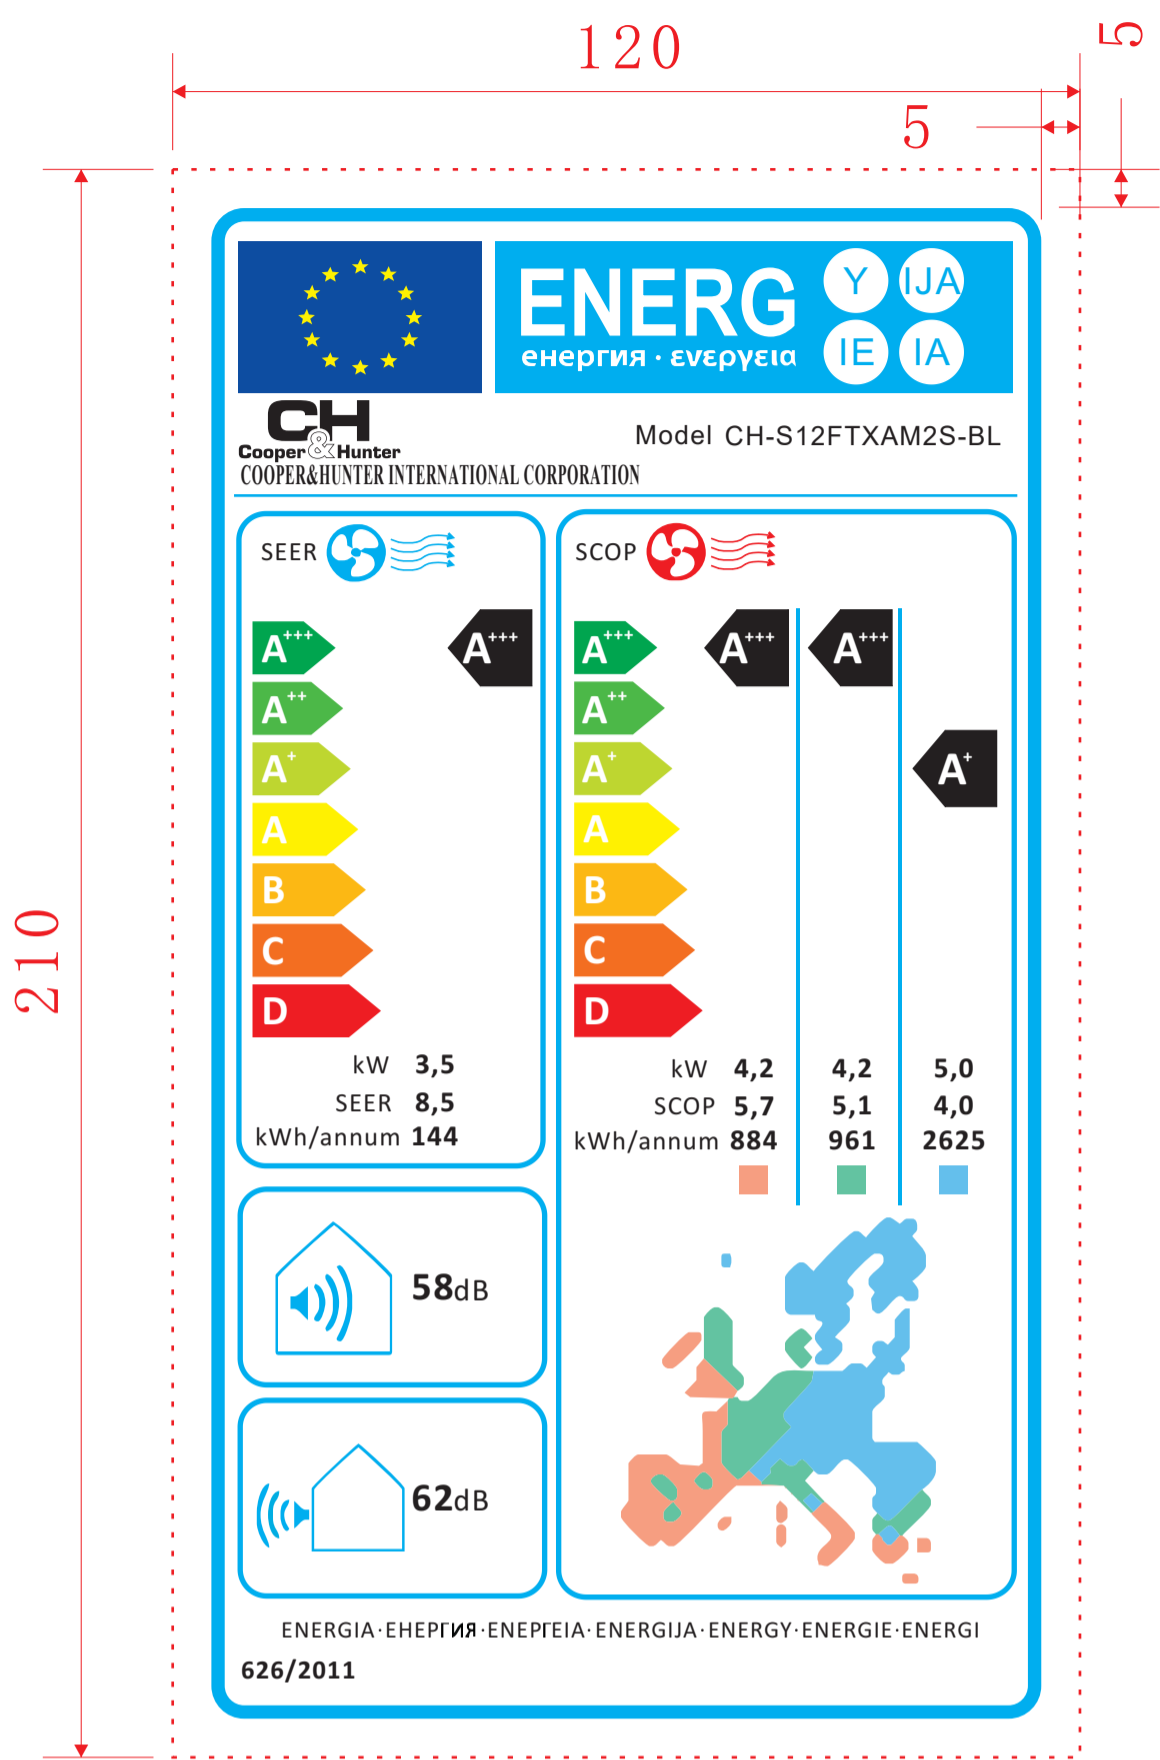 120
5
5
210
ENERG
енергия · ενεργεια
Y IJA
IE IA
CH
&
Cooper Hunter
COOPER&HUNTER INTERNATIONAL CORPORATION
Model CH-S12FTXAM2S-BL
SEER
A+++
A++
A+
A
B
C
D
A+++
kW 3,5
SEER 8,5
kWh/annum 144
SCOP
A+++
A++
A+
A
B
C
D
A+++ A+++
A+
kW 4,2 4,2 5,0
SCOP 5,7 5,1 4,0
kWh/annum 884 961 2625
58dB
62dB
ENERGIA·ЕНЕРГИЯ·ΕΝΕΡΓΕΙΑ·ENERGIJA·ENERGY·ENERGIE·ENERGI
626/2011